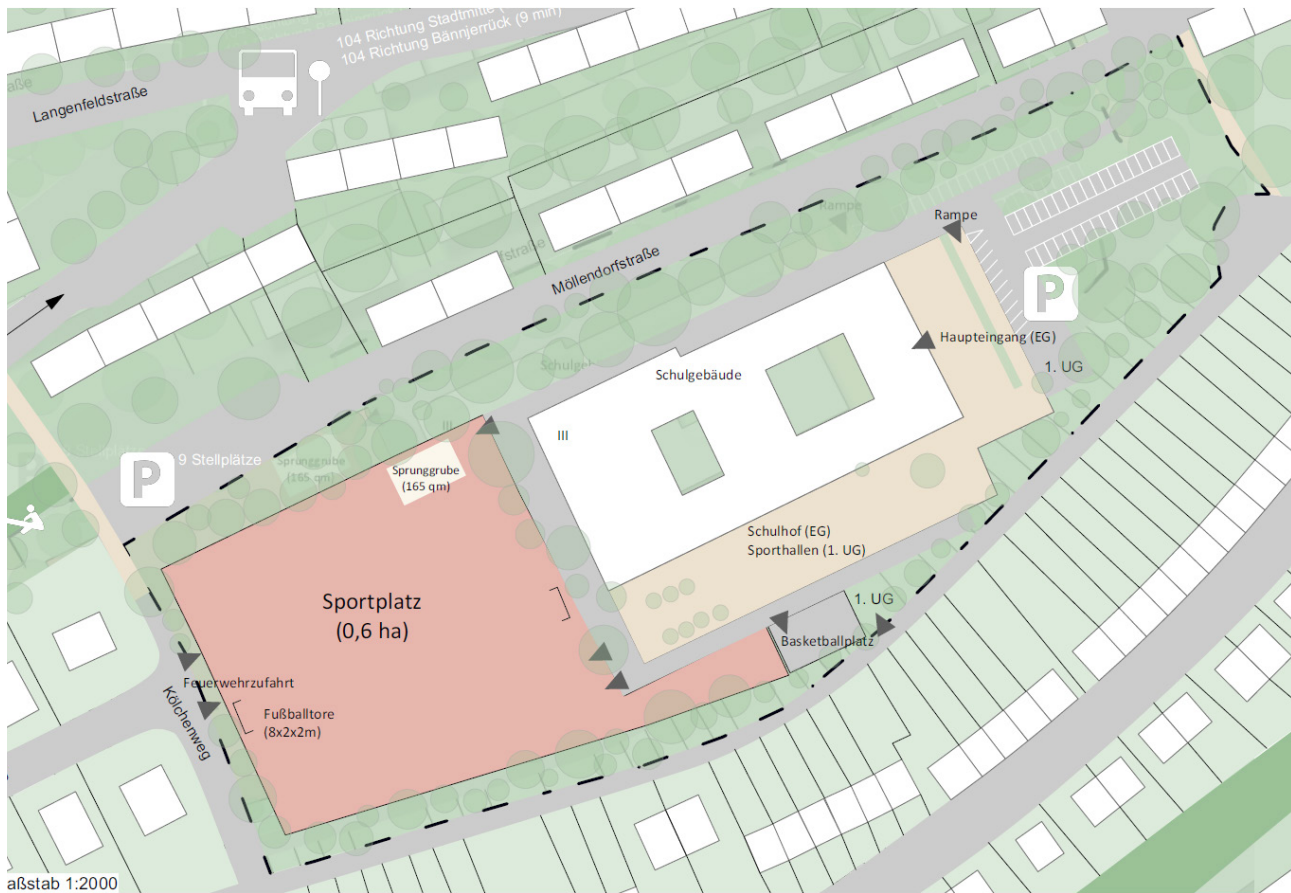 104 Richtung Stadtmitte (
104 Richtung Bännjerrück (9 min)
aße
Langenfeldstraße
Rampe
Rampe
Möllendorfstraße
P
Haupteingang (EG)
1. UG
Schulgebäude
III
III
Sprunggrube
(165 qm)
Sprunggrube
(165 qm)
P
9 Stellplätze
Schulhof (EG)
Sporthallen (1. UG)
Sportplatz
(0,6 ha)
1. UG
Basketballplatz
Feuerwehrzufahrt
Fußballtore
(8x2x2m)
Kölchenweg
aßstab 1:2000